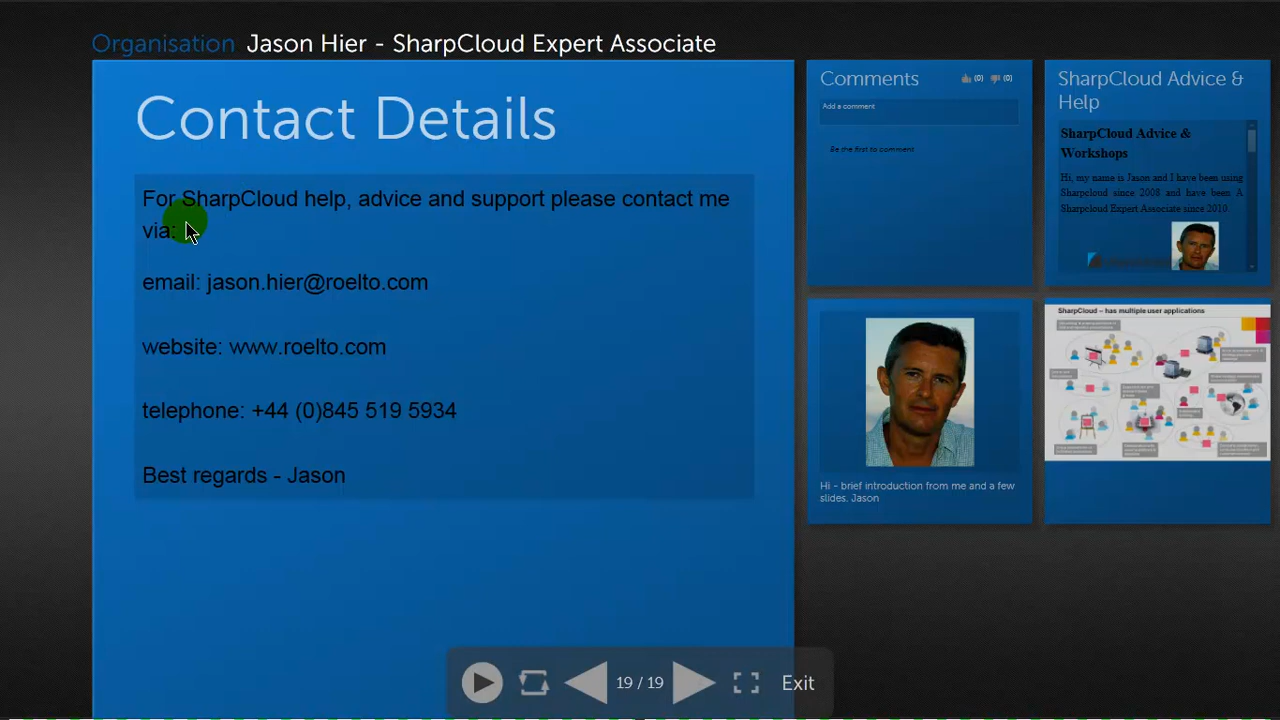 Organisation Jason Hier - SharpCloud Expert Associate
Contact Details
For SharpCloud help, advice and support please contact me
via:
email: jason.hier@roelto.com
website: www.roelto.com
telephone: +44 (0)845 519 5934
Best regards - Jason
Comments (0) (0)
Add a comment
Be the first to comment
SharpCloud Advice &
Help
SharpCloud Advice &
Workshops
Hi, my name is Jason and I have been using
Sharpcloud since 2008 and have been A
Sharpcloud Expert Associate since 2010
Hi - brief introduction from me and a few
slides. Jason
SharpCloud – has multiple user applications
19 / 19
Exit